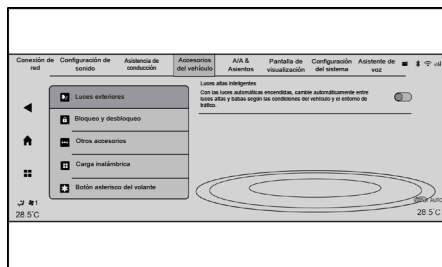 Conexión de red
Configuración de sonido
Asistencia de conducción
Accesorios del vehículo
A/A & Asientos
Pantalla de visualización
Configuración del sistema
Asistente de voz
Luces exteriores
Bloqueo y desbloqueo
Otros accesorios
Carga inalámbrica
Botón asterisco del volante
Luces altas inteligentes
Con las luces automáticas encendidas, cambie automáticamente entre
luces altas y babas según las condiciones del vehículo y el entorno de
tráfico.
1
28.5°C
AUTO
28.5°C